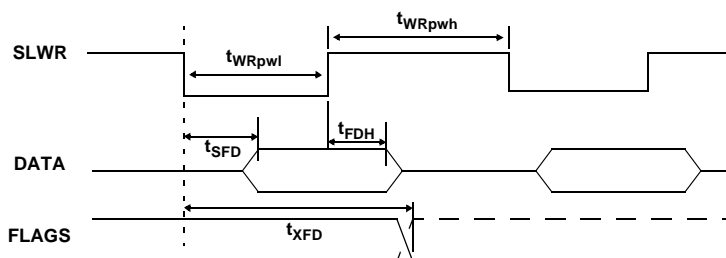 SLWR
tWRpwl
tWRpwh
DATA
tSFD
tFDH
FLAGS
tXFD